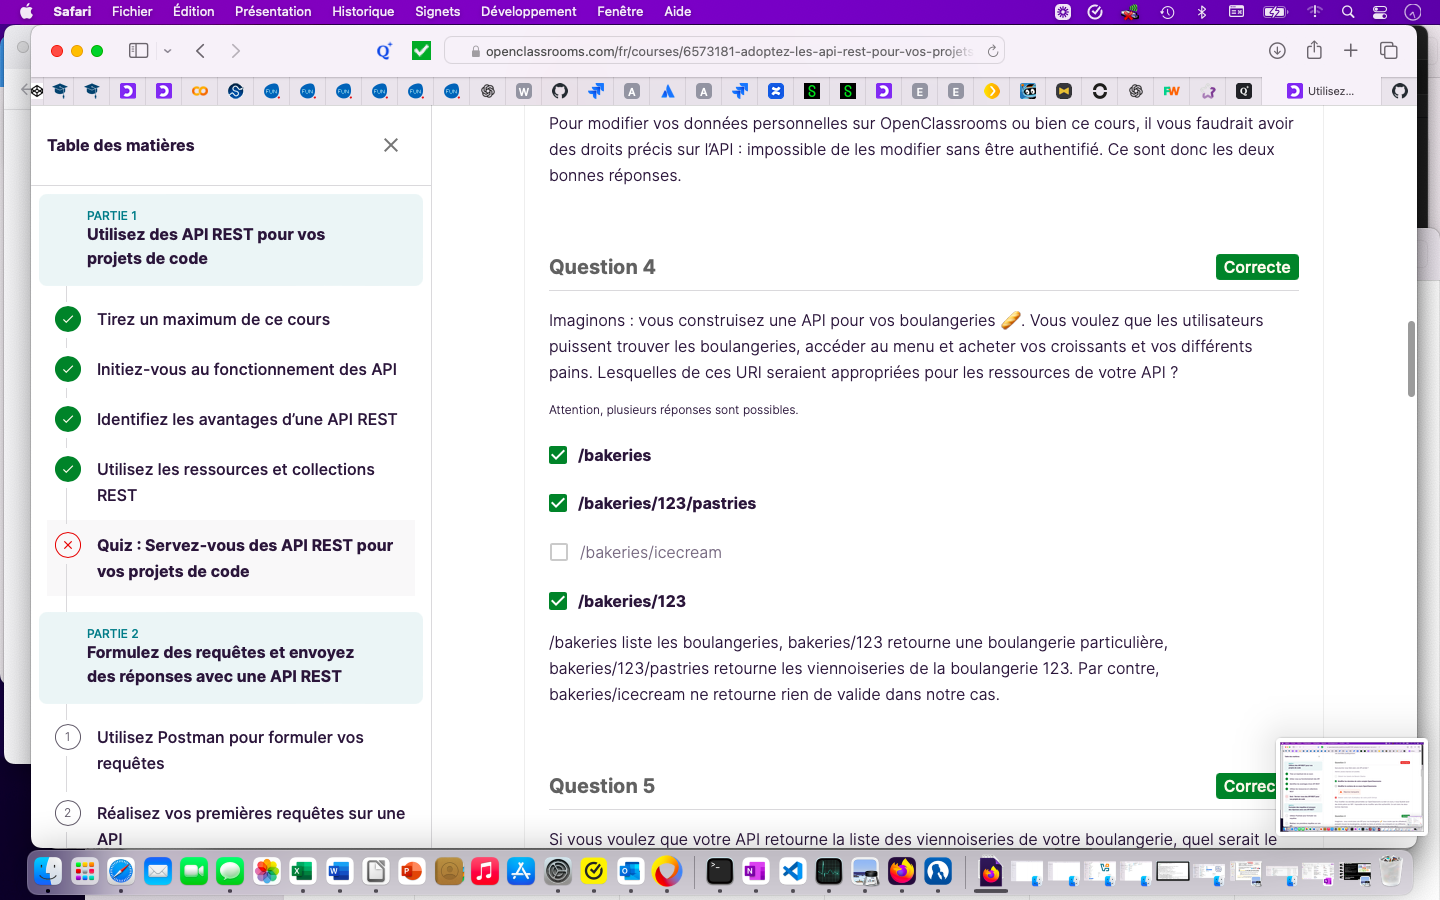 Safari Fichier Édition Présentation Historique Signets Développement Fenêtre Aide
openclassrooms.com/fr/courses/6573181-adoptez-les-api-rest-pour-vos-projets
Utilisez...
Table des matières
PARTIE 1
Utilisez des API REST pour vos
projets de code
Tirez un maximum de ce cours
Initiez-vous au fonctionnement des API
Identifiez les avantages d’une API REST
Utilisez les ressources et collections
REST
Quiz : Servez-vous des API REST pour
vos projets de code
PARTIE 2
Formulez des requêtes et envoyez
des réponses avec une API REST
1
Utilisez Postman pour formuler vos
requêtes
2
Réalisez vos premières requêtes sur une
API
Pour modifier vos données personnelles sur OpenClassrooms ou bien ce cours, il vous faudrait avoir
des droits précis sur l’API : impossible de les modifier sans être authentifié. Ce sont donc les deux
bonnes réponses.
Question 4
Correcte
Imaginons : vous construisez une API pour vos boulangeries 🥖. Vous voulez que les utilisateurs
puissent trouver les boulangeries, accéder au menu et acheter vos croissants et vos différents
pains. Lesquelles de ces URI seraient appropriées pour les ressources de votre API ?
Attention, plusieurs réponses sont possibles.
/bakeries
/bakeries/123/pastries
/bakeries/icecream
/bakeries/123
/bakeries liste les boulangeries, bakeries/123 retourne une boulangerie particulière,
bakeries/123/pastries retourne les viennoiseries de la boulangerie 123. Par contre,
bakeries/icecream ne retourne rien de valide dans notre cas.
Question 5
Correc
Si vous voulez que votre API retourne la liste des viennoiseries de votre boulangerie, quel serait le